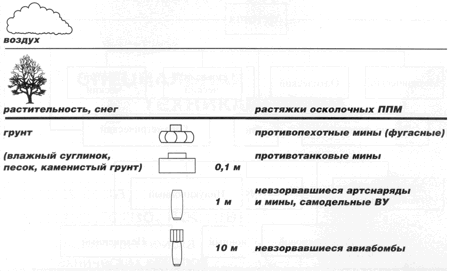 воздух
растительность, снег растяжки осколочных ППМ
грунт противопехотные мины (фугасные)
(влажный суглинок, противотанковые мины
песок, каменистый грунт) 0,1 м
невзорвавшиеся артснаряды
1 м и мины, самодельные ВУ
10 м невзорвавшиеся авиабомбы